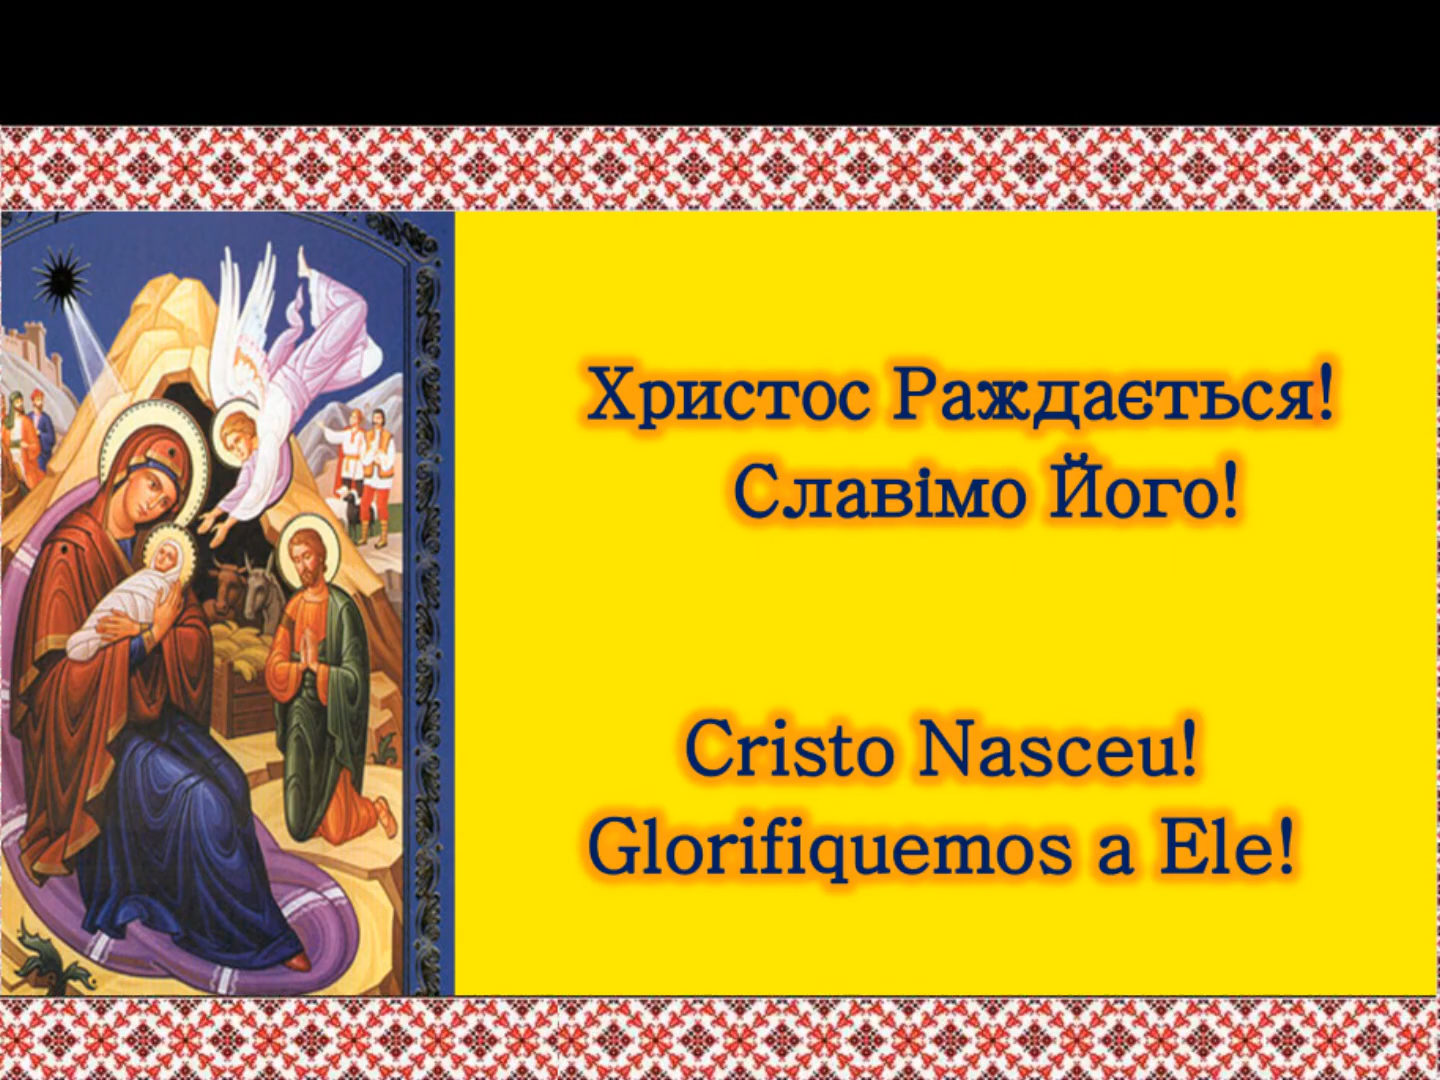 Христос Раждається!
Славімо Його!
Cristo Nasceu!
Glorifiquemos a Ele!